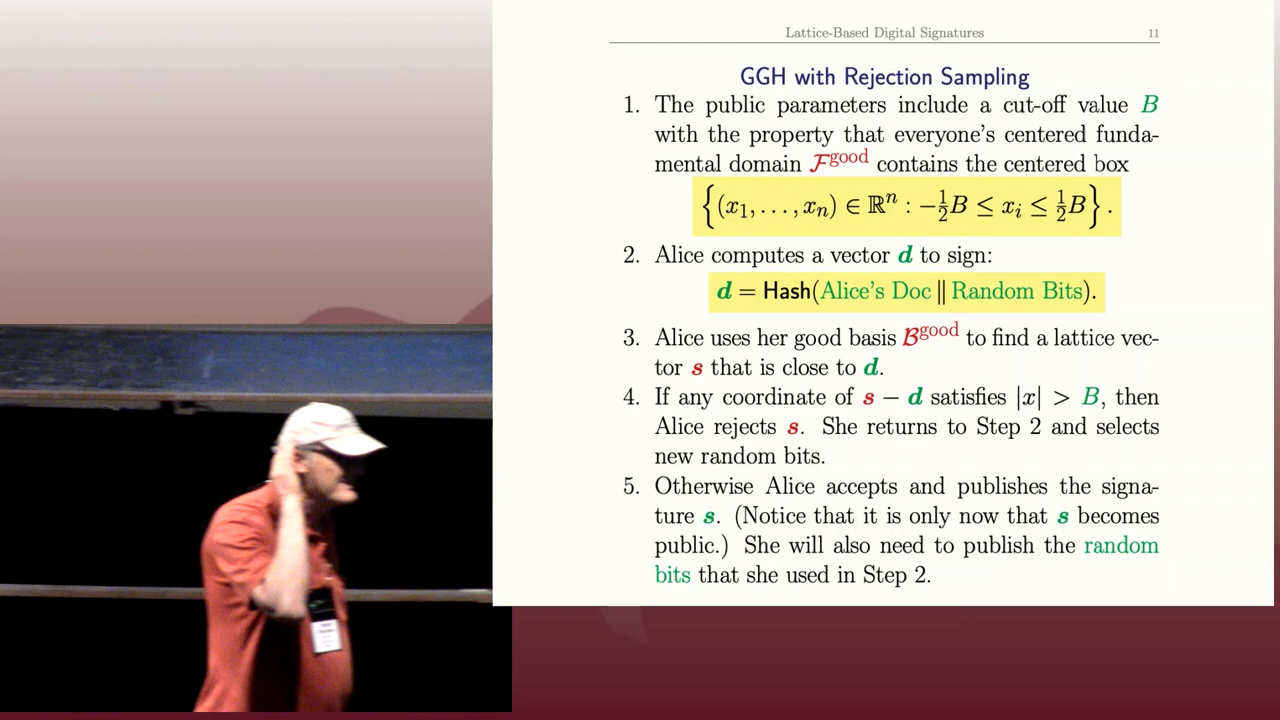 Lattice-Based Digital Signatures 11
GGH with Rejection Sampling
1. The public parameters include a cut-off value B
with the property that everyone's centered funda-
mental domain 𝓕^good contains the centered box
{(x₁, . . . , xₙ) ∈ ℝⁿ : −½B ≤ xᵢ ≤ ½B} .
2. Alice computes a vector d to sign:
d = Hash(Alice's Doc ‖ Random Bits).
3. Alice uses her good basis 𝓑^good to find a lattice vec-
tor s that is close to d.
4. If any coordinate of s − d satisfies |x| > B, then
Alice rejects s. She returns to Step 2 and selects
new random bits.
5. Otherwise Alice accepts and publishes the signa-
ture s. (Notice that it is only now that s becomes
public.) She will also need to publish the random
bits that she used in Step 2.